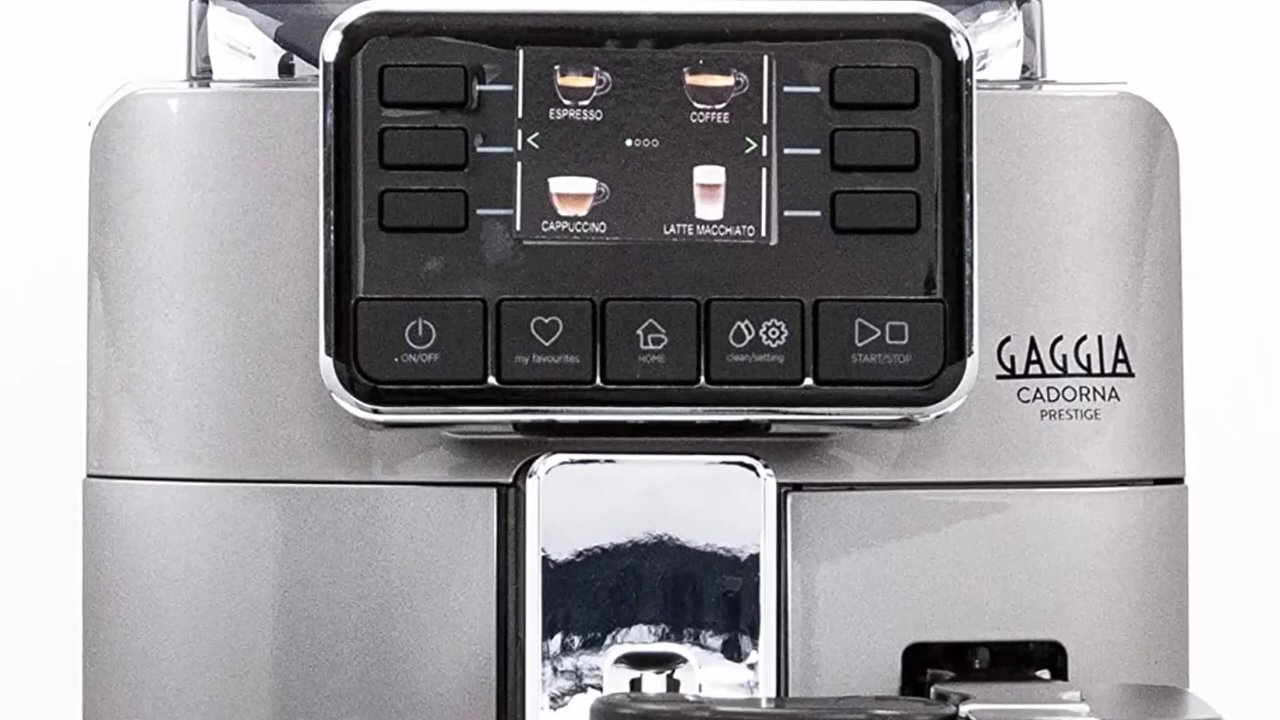 ESPRESSO
COFFEE
CAPPUCCINO
LATTE MACCHIATO
ON/OFF
my favourites
HOME
clean/setting
START/STOP
GAGGIA
CADORNA
PRESTIGE